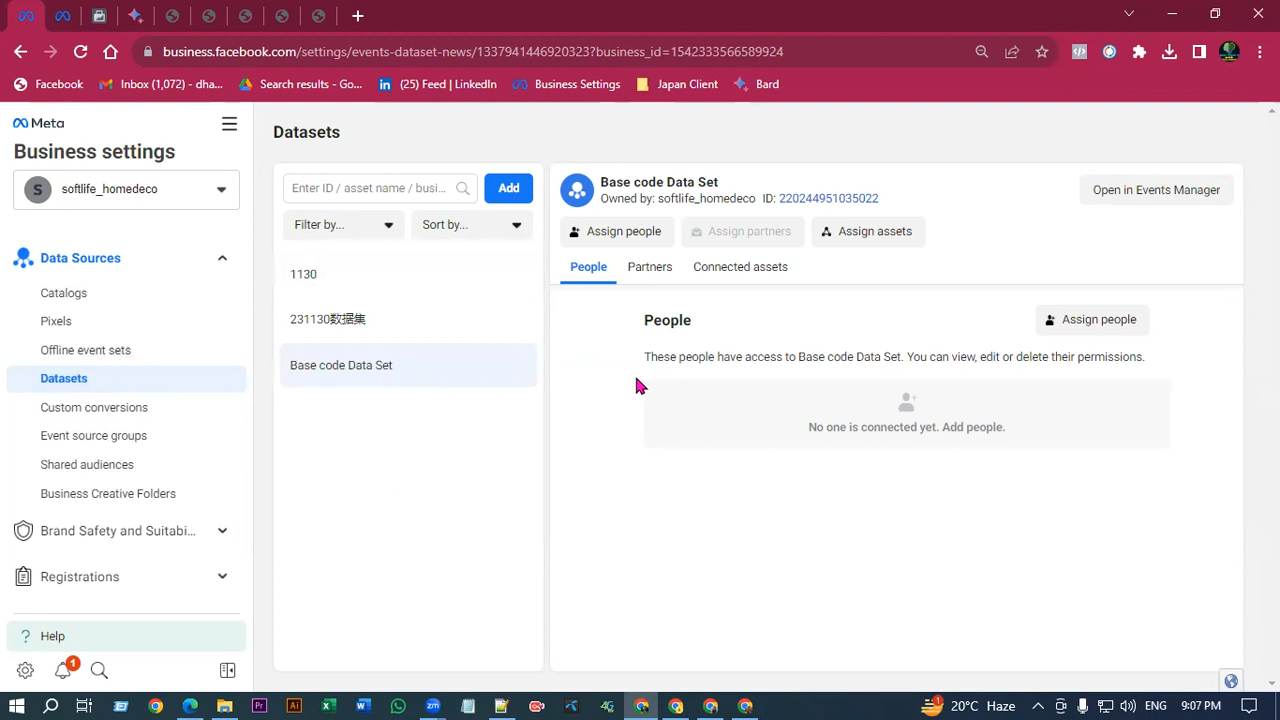 business.facebook.com/settings/events-dataset-news/1337941446920323?business_id=1542333566589924
Facebook
Inbox (1,072) - dha...
Search results - Go...
(25) Feed | LinkedIn
Business Settings
Japan Client
Bard
Meta
Business settings
S
softlife_homedeco
Data Sources
Catalogs
Pixels
Offline event sets
Datasets
Custom conversions
Event source groups
Shared audiences
Business Creative Folders
Brand Safety and Suitabi...
Registrations
? Help
1
Datasets
Enter ID / asset name / busi...
Add
Filter by...
Sort by...
1130
231130数据集
Base code Data Set
Base code Data Set
Owned by: softlife_homedeco ID: 220244951035022
Open in Events Manager
Assign people
Assign partners
Assign assets
People
Partners
Connected assets
People
Assign people
These people have access to Base code Data Set. You can view, edit or delete their permissions.
No one is connected yet. Add people.
1
20°C Haze
ENG
9:07 PM